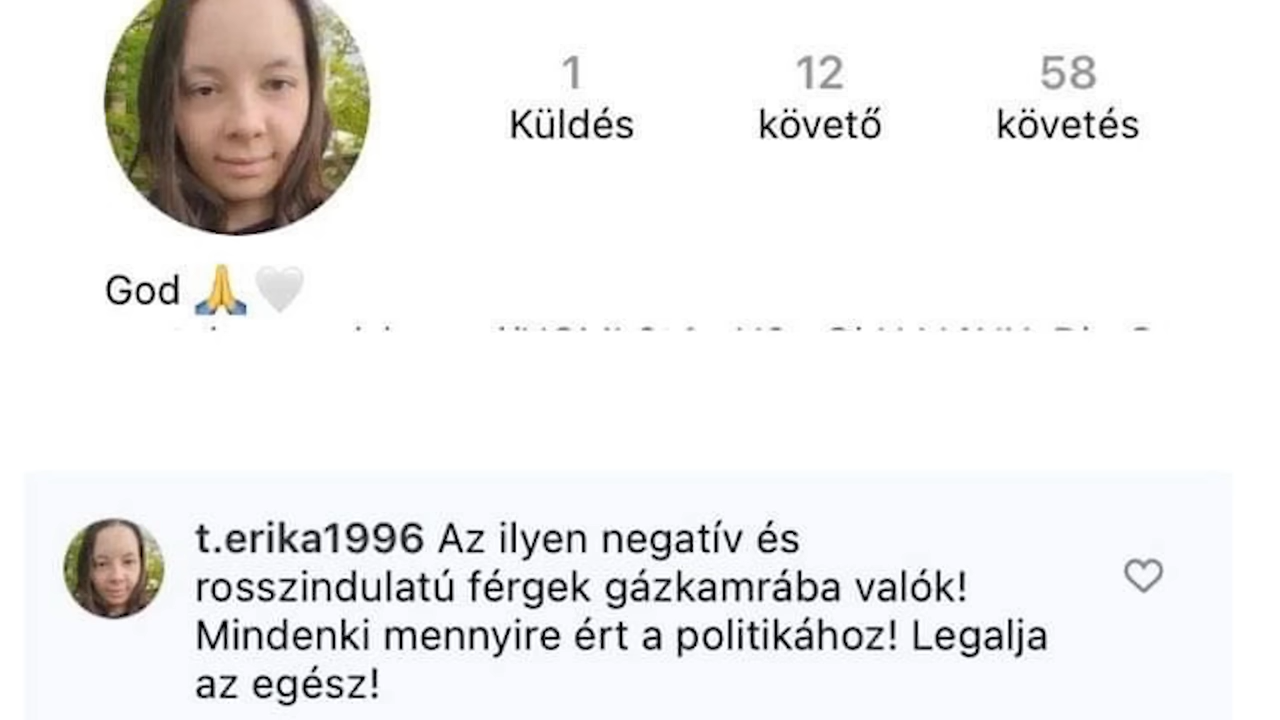 1 12 58
Küldés követő követés
God 🙏🤍
t.erika1996 Az ilyen negatív és
rosszindulatú férgek gázkamrába valók!
Mindenki mennyire ért a politikához! Legalja
az egész!